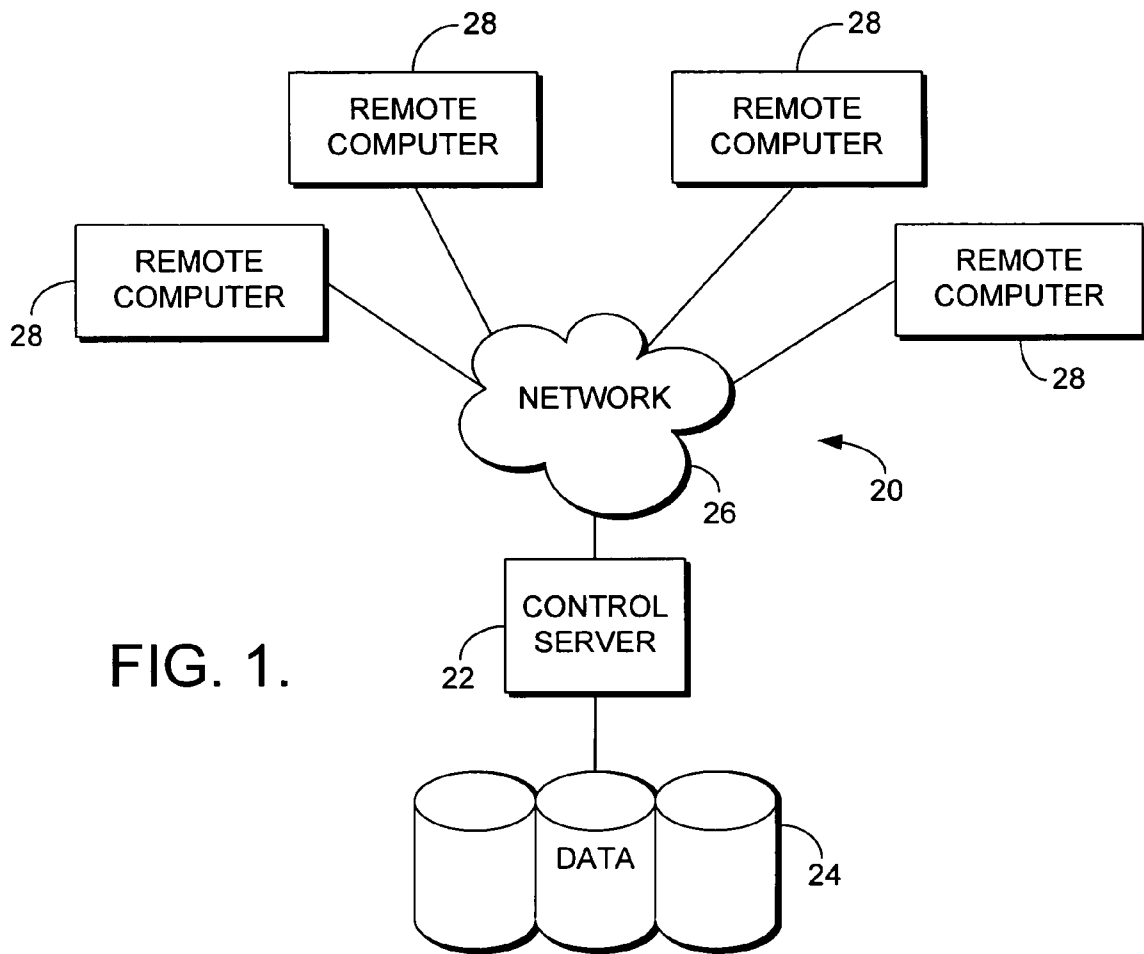 28
28
REMOTE
COMPUTER
REMOTE
COMPUTER
REMOTE
COMPUTER
REMOTE
COMPUTER
28
28
NETWORK
20
26
CONTROL
SERVER
22
FIG. 1.
DATA
24